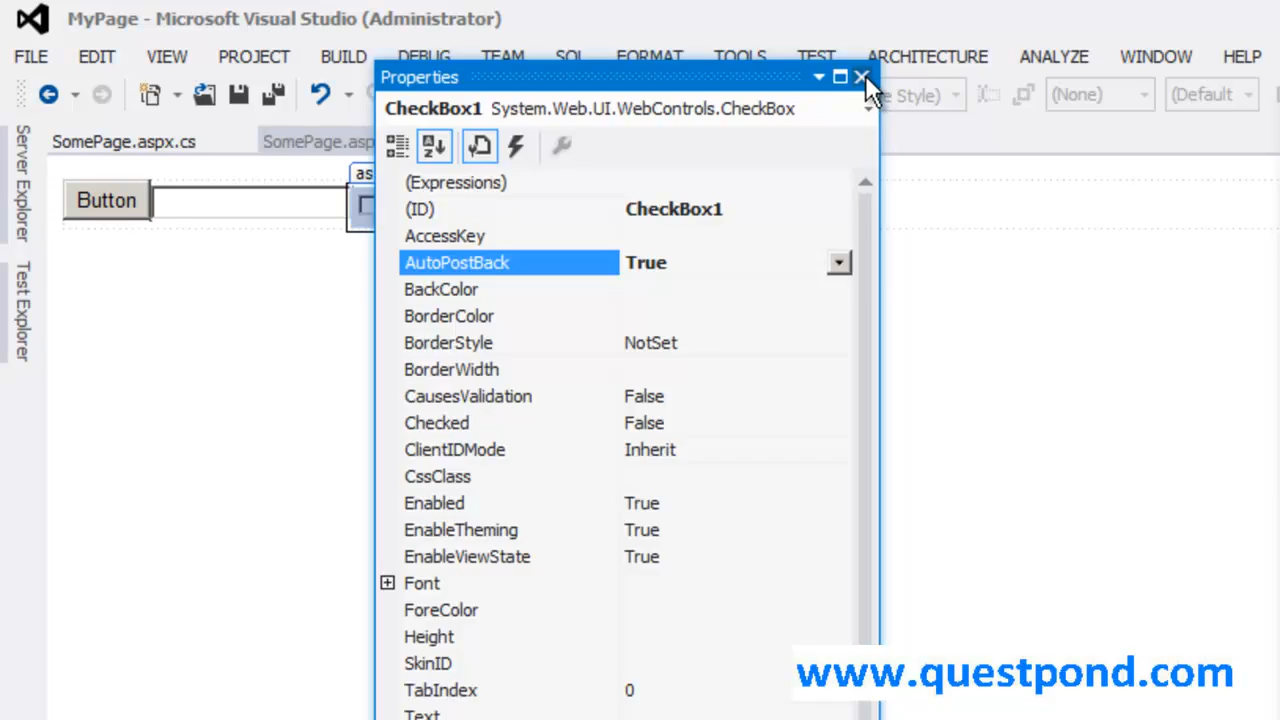 MyPage - Microsoft Visual Studio (Administrator)
FILE EDIT VIEW PROJECT BUILD DEBUG TEAM SQL FORMAT TOOLS TEST ARCHITECTURE ANALYZE WINDOW HELP
Style) (None) (Default
Properties
CheckBox1 System.Web.UI.WebControls.CheckBox
SomePage.aspx.cs SomePage.asp
Server Explorer
Test Explorer
Button
as
(Expressions)
(ID) CheckBox1
AccessKey
AutoPostBack True
BackColor
BorderColor
BorderStyle NotSet
BorderWidth
CausesValidation False
Checked False
ClientIDMode Inherit
CssClass
Enabled True
EnableTheming True
EnableViewState True
Font
ForeColor
Height
SkinID
TabIndex 0
Text
www.questpond.com